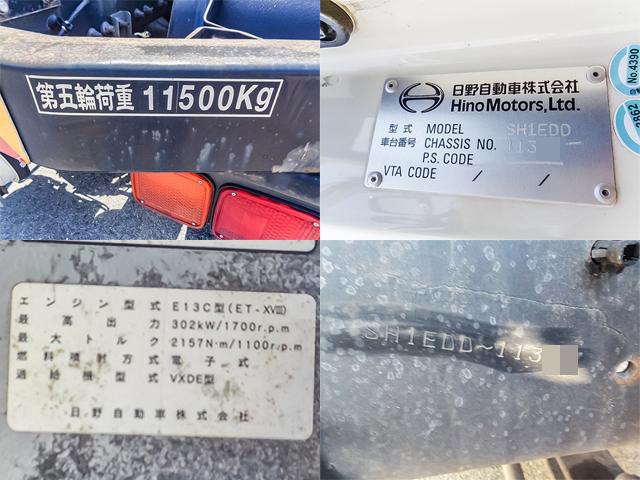 第五輪荷重 11500Kg
日野自動車株式会社
Hino Motors, Ltd.
型式 MODEL SH1EDD
車台番号 CHASSIS NO. 113
P.S. CODE
VTA CODE / /
No.4390
2862
エンジン型式 E13C型(ET-XVIII)
最高出力 302kW/1700r.p.m
最大トルク 2157N·m/1100r.p.m
燃料噴射方式 電子式
過給機型式 VXDE型
日野自動車株式会社
SH1EDD~113